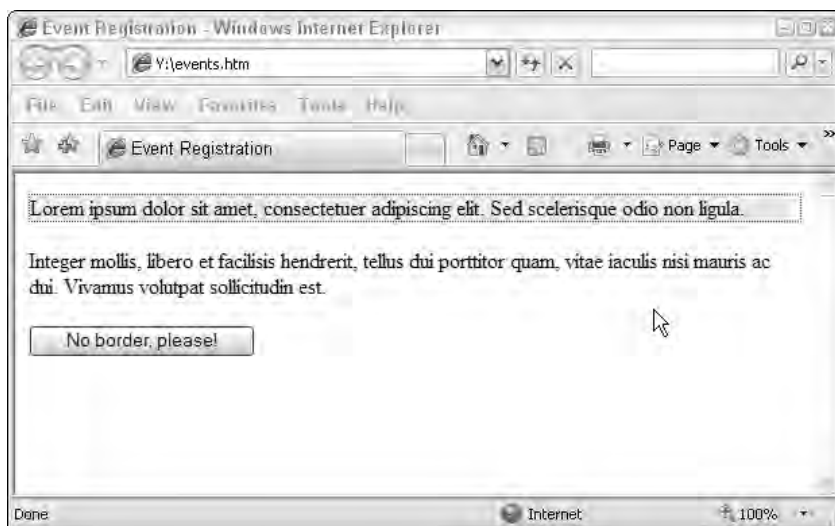 Event Registration - Windows Internet Explorer
Y:\events.htm
File Edit View Favorites Tools Help
Event Registration
Page Tools »
Lorem ipsum dolor sit amet, consectetuer adipiscing elit. Sed scelerisque odio non ligula.
Integer mollis, libero et facilisis hendrerit, tellus dui porttitor quam, vitae iaculis nisi mauris ac
dui. Vivamus volutpat sollicitudin est.
No border, please!
Done Internet 100%